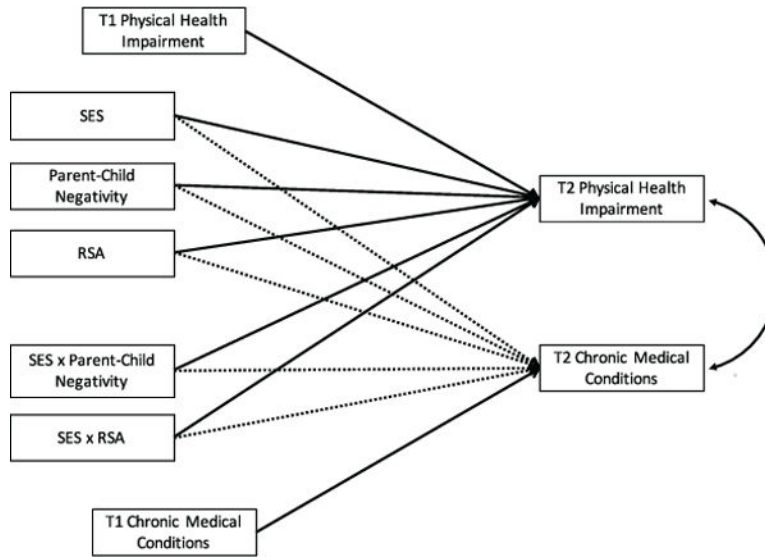 T1 Physical Health
Impairment
SES
Parent-Child
Negativity
RSA
SES x Parent-Child
Negativity
SES x RSA
T1 Chronic Medical
Conditions
T2 Physical Health
Impairment
T2 Chronic Medical
Conditions